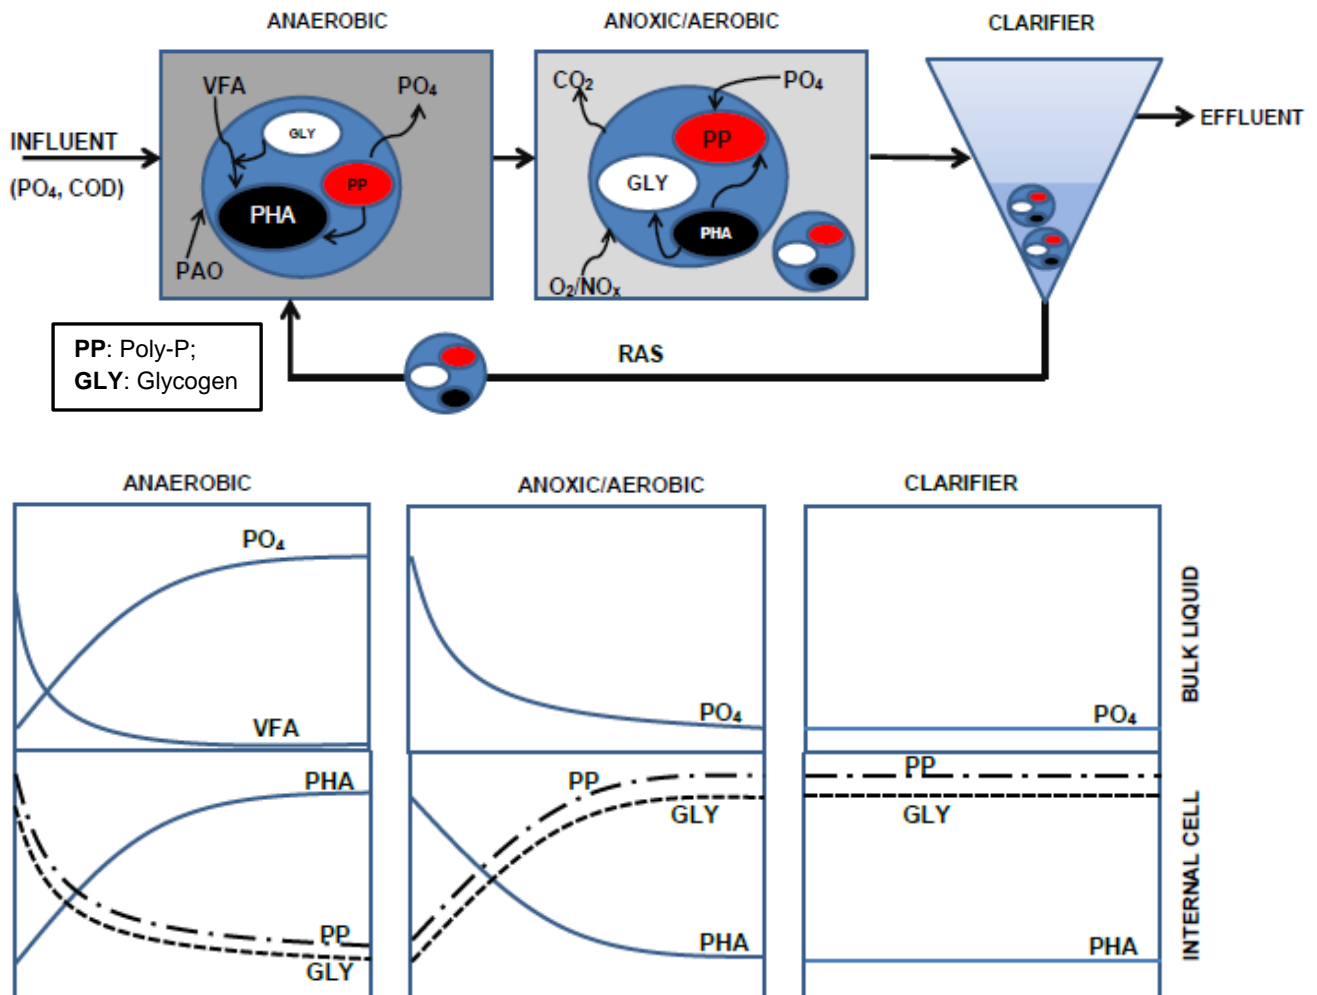 ANAEROBIC
ANOXIC/AEROBIC
CLARIFIER
INFLUENT
(PO₄, COD)
VFA
PO₄
GLY
PP
PHA
PAO
CO₂
PO₄
PP
GLY
PHA
O₂/NOₓ
EFFLUENT
PP: Poly-P;
GLY: Glycogen
RAS
ANAEROBIC
ANOXIC/AEROBIC
CLARIFIER
PO₄
VFA
PO₄
PO₄
BULK LIQUID
PHA
PP
GLY
PP
GLY
PHA
PP
GLY
PHA
INTERNAL CELL